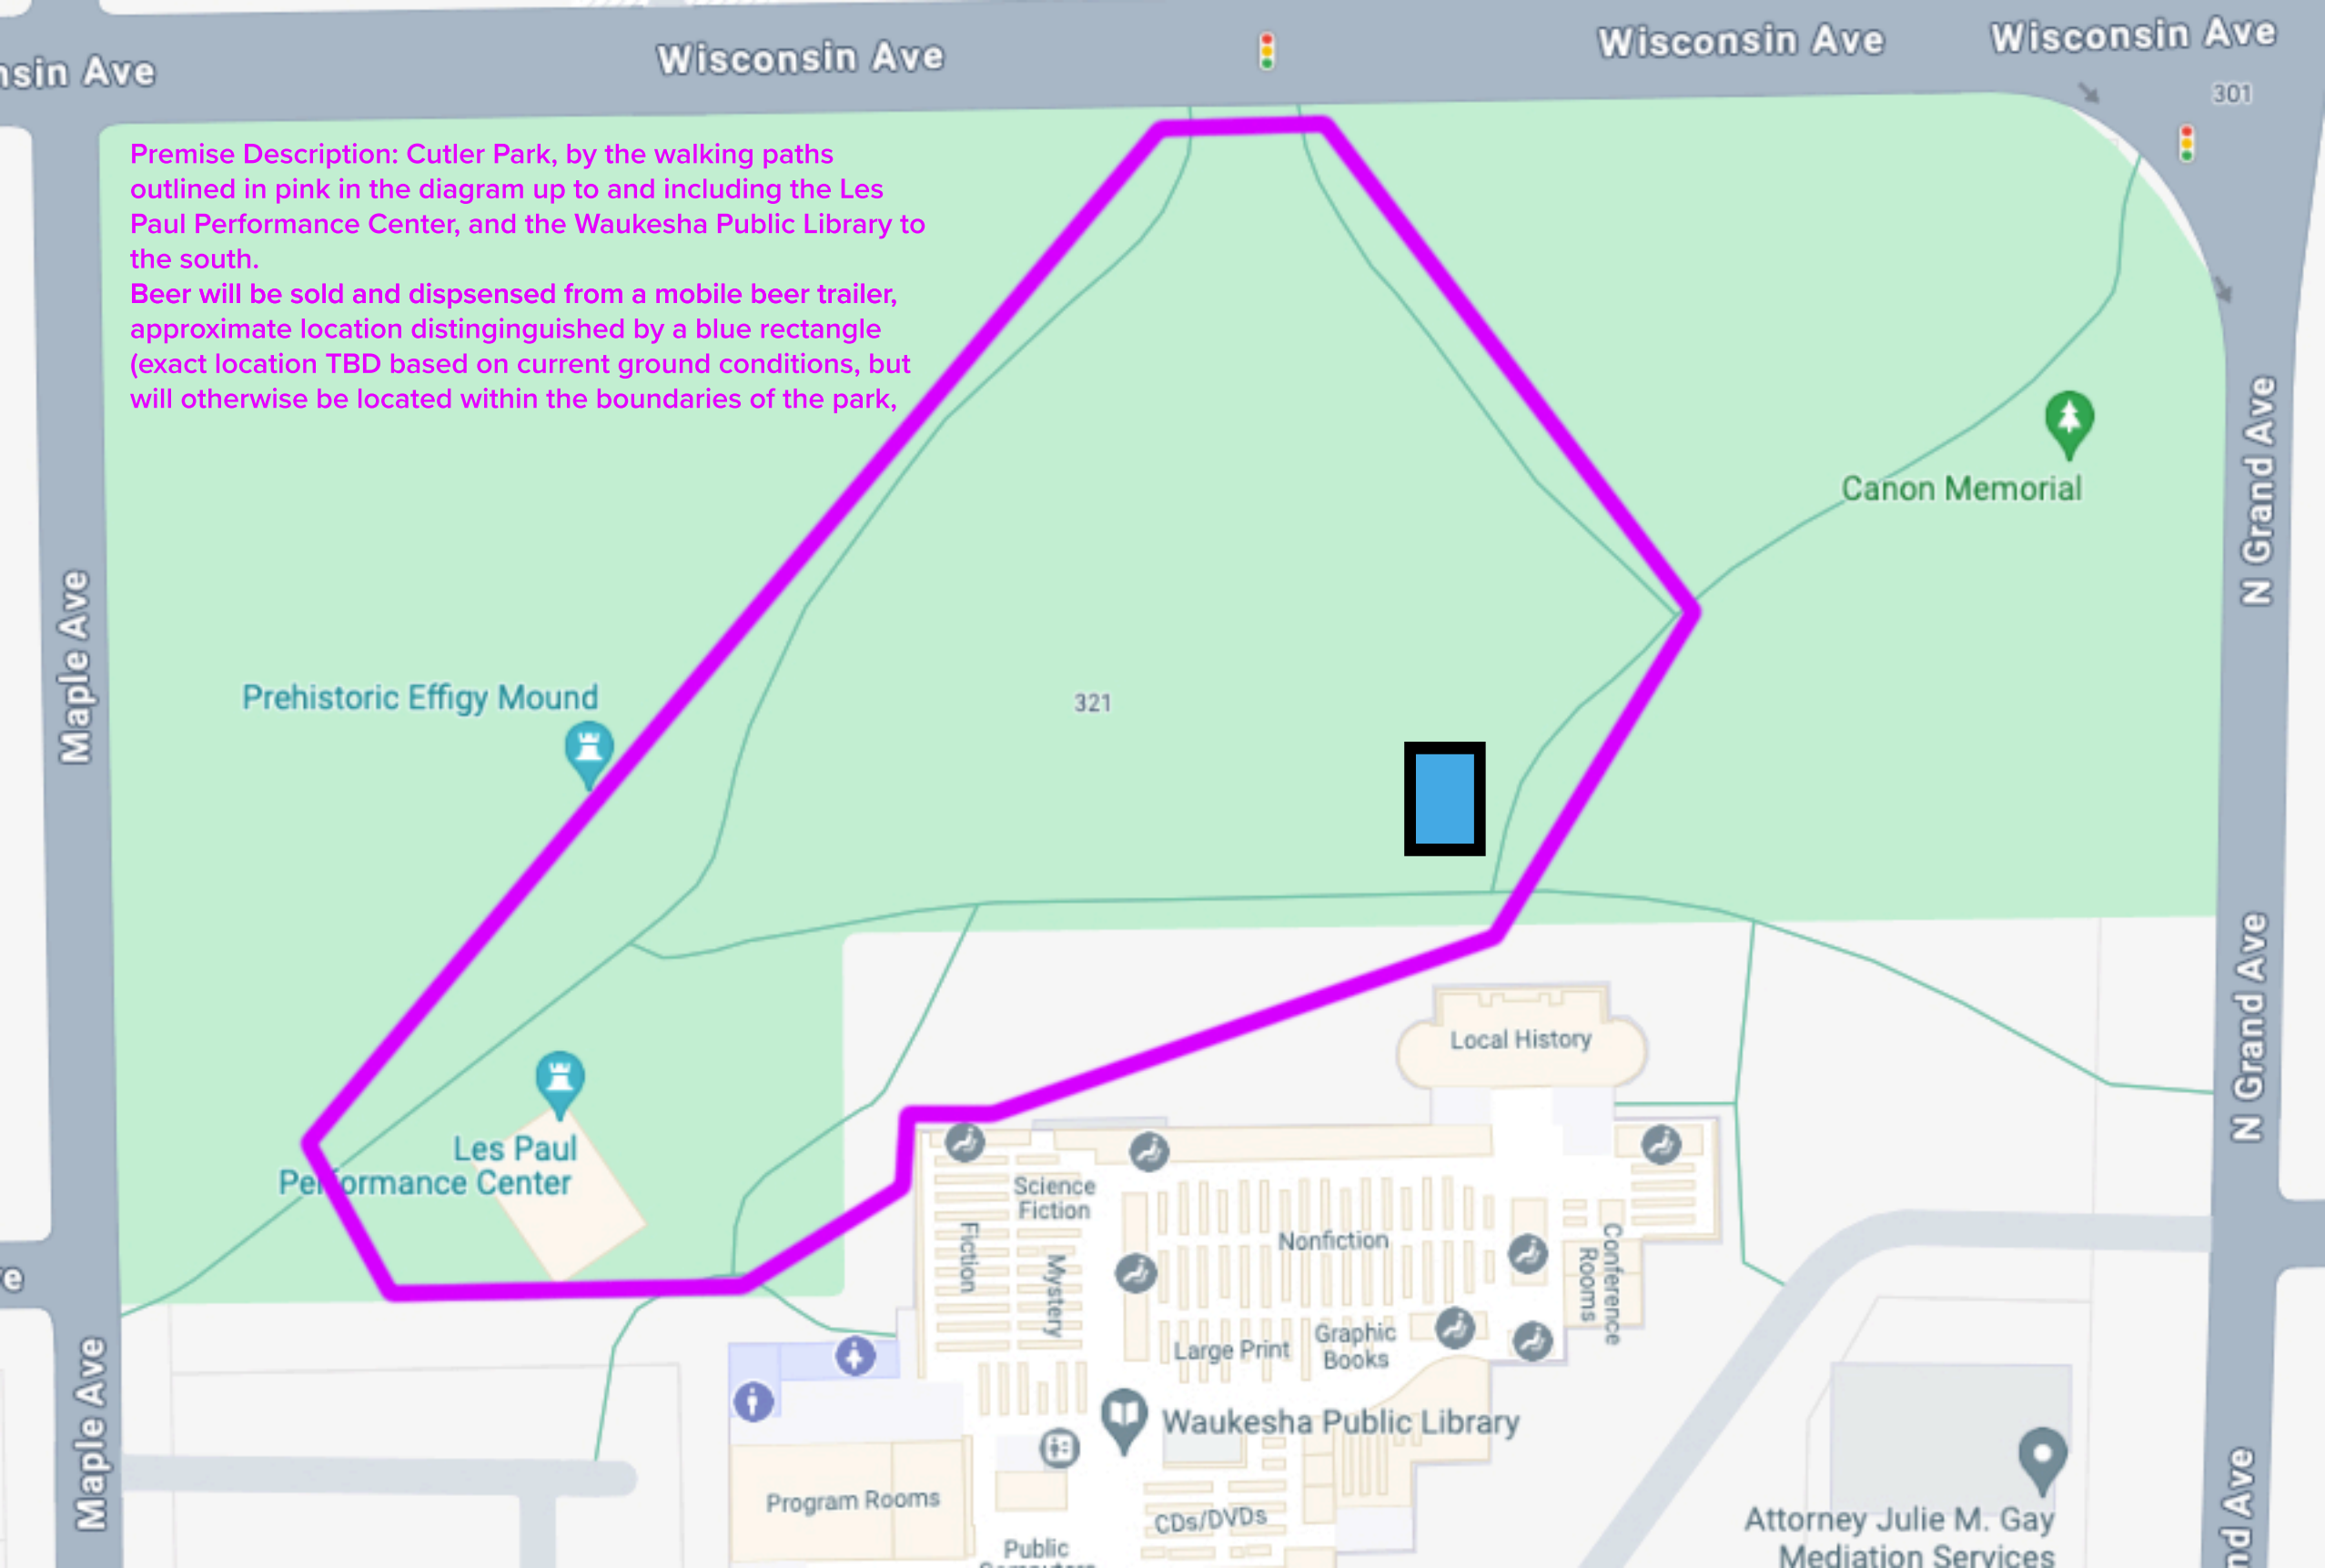 Wisconsin Ave
Wisconsin Ave
Wisconsin Ave
nsin Ave
301
Premise Description: Cutler Park, by the walking paths
outlined in pink in the diagram up to and including the Les
Paul Performance Center, and the Waukesha Public Library to
the south.
Beer will be sold and dispsensed from a mobile beer trailer,
approximate location distinginguished by a blue rectangle
(exact location TBD based on current ground conditions, but
will otherwise be located within the boundaries of the park,
Canon Memorial
N Grand Ave
Maple Ave
Prehistoric Effigy Mound
321
N Grand Ave
Local History
Les Paul
Performance Center
Science
Fiction
Fiction
Mystery
Nonfiction
Conference
Rooms
Large Print
Graphic
Books
Maple Ave
Waukesha Public Library
Program Rooms
CDs/DVDs
Public
Attorney Julie M. Gay
Mediation Services
nd Ave